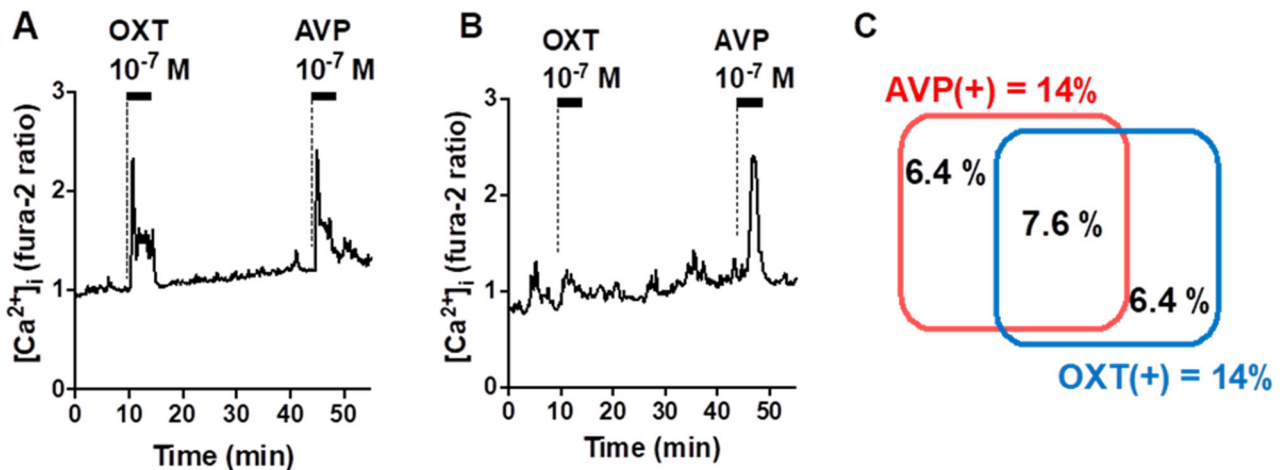 A
OXT
10-7 M
AVP
10-7 M
[Ca2+]i (fura-2 ratio)
3
2
1
0
0 10 20 30 40 50
Time (min)
B
OXT
10-7 M
AVP
10-7 M
[Ca2+]i (fura-2 ratio)
3
2
1
0
0 10 20 30 40 50
Time (min)
C
AVP(+) = 14%
6.4 %
7.6 %
6.4 %
OXT(+) = 14%